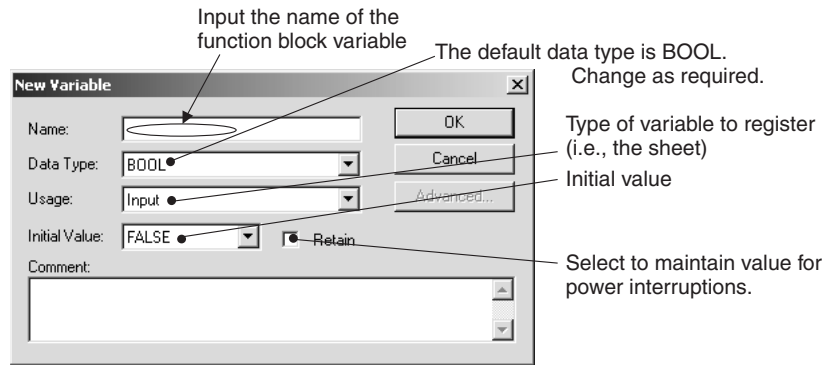 Input the name of the
function block variable
The default data type is BOOL.
Change as required.
New Variable
Name:
OK
Type of variable to register
(i.e., the sheet)
Data Type:
BOOL
Cancel
Initial value
Usage:
Input
Advanced...
Initial Value:
FALSE
Retain
Select to maintain value for
power interruptions.
Comment: